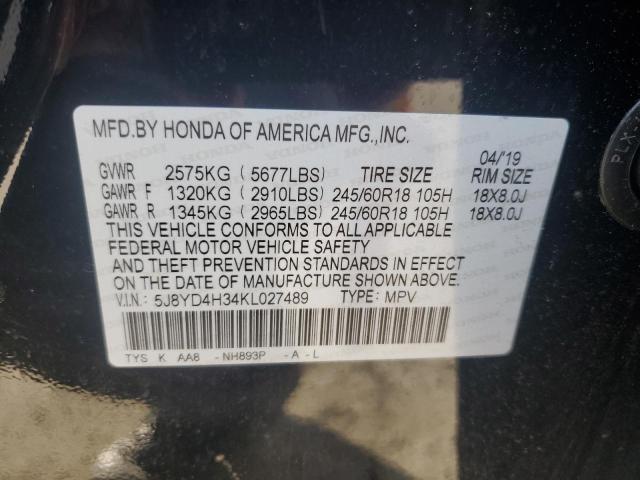 MFD.BY HONDA OF AMERICA MFG.,INC.
04/'19
GVWR 2575KG ( 5677LBS) TIRE SIZE RIM SIZE
GAWR F 1320KG ( 2910LBS) 245/60R18 105H 18X8.0J
GAWR R 1345KG ( 2965LBS) 245/60R18 105H 18X8.0J
THIS VEHICLE CONFORMS TO ALL APPLICABLE
FEDERAL MOTOR VEHICLE SAFETY
AND THEFT PREVENTION STANDARDS IN EFFECT
ON THE DATE OF MANUFACTURE SHOWN ABOVE.
V.I.N.: 5J8YD4H34KL027489 TYPE: MPV
TYS K AA8 -NH893P -A -L
PLX